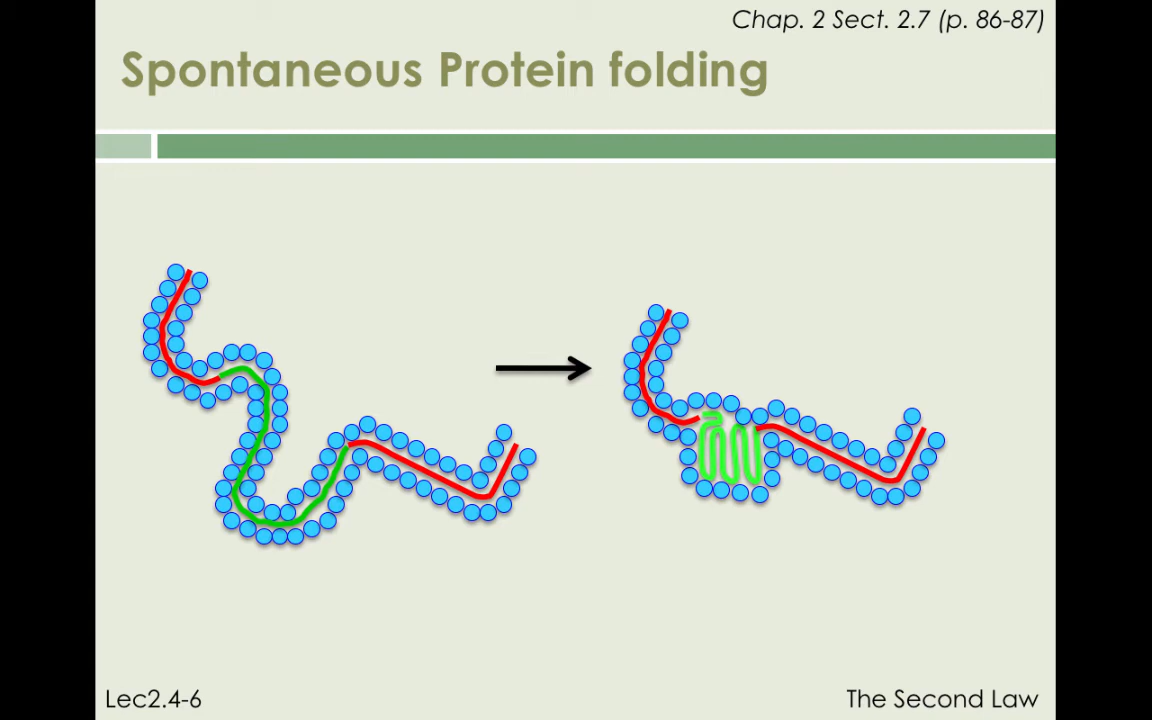 Chap. 2 Sect. 2.7 (p. 86-87)
Spontaneous Protein folding
Lec2.4-6
The Second Law